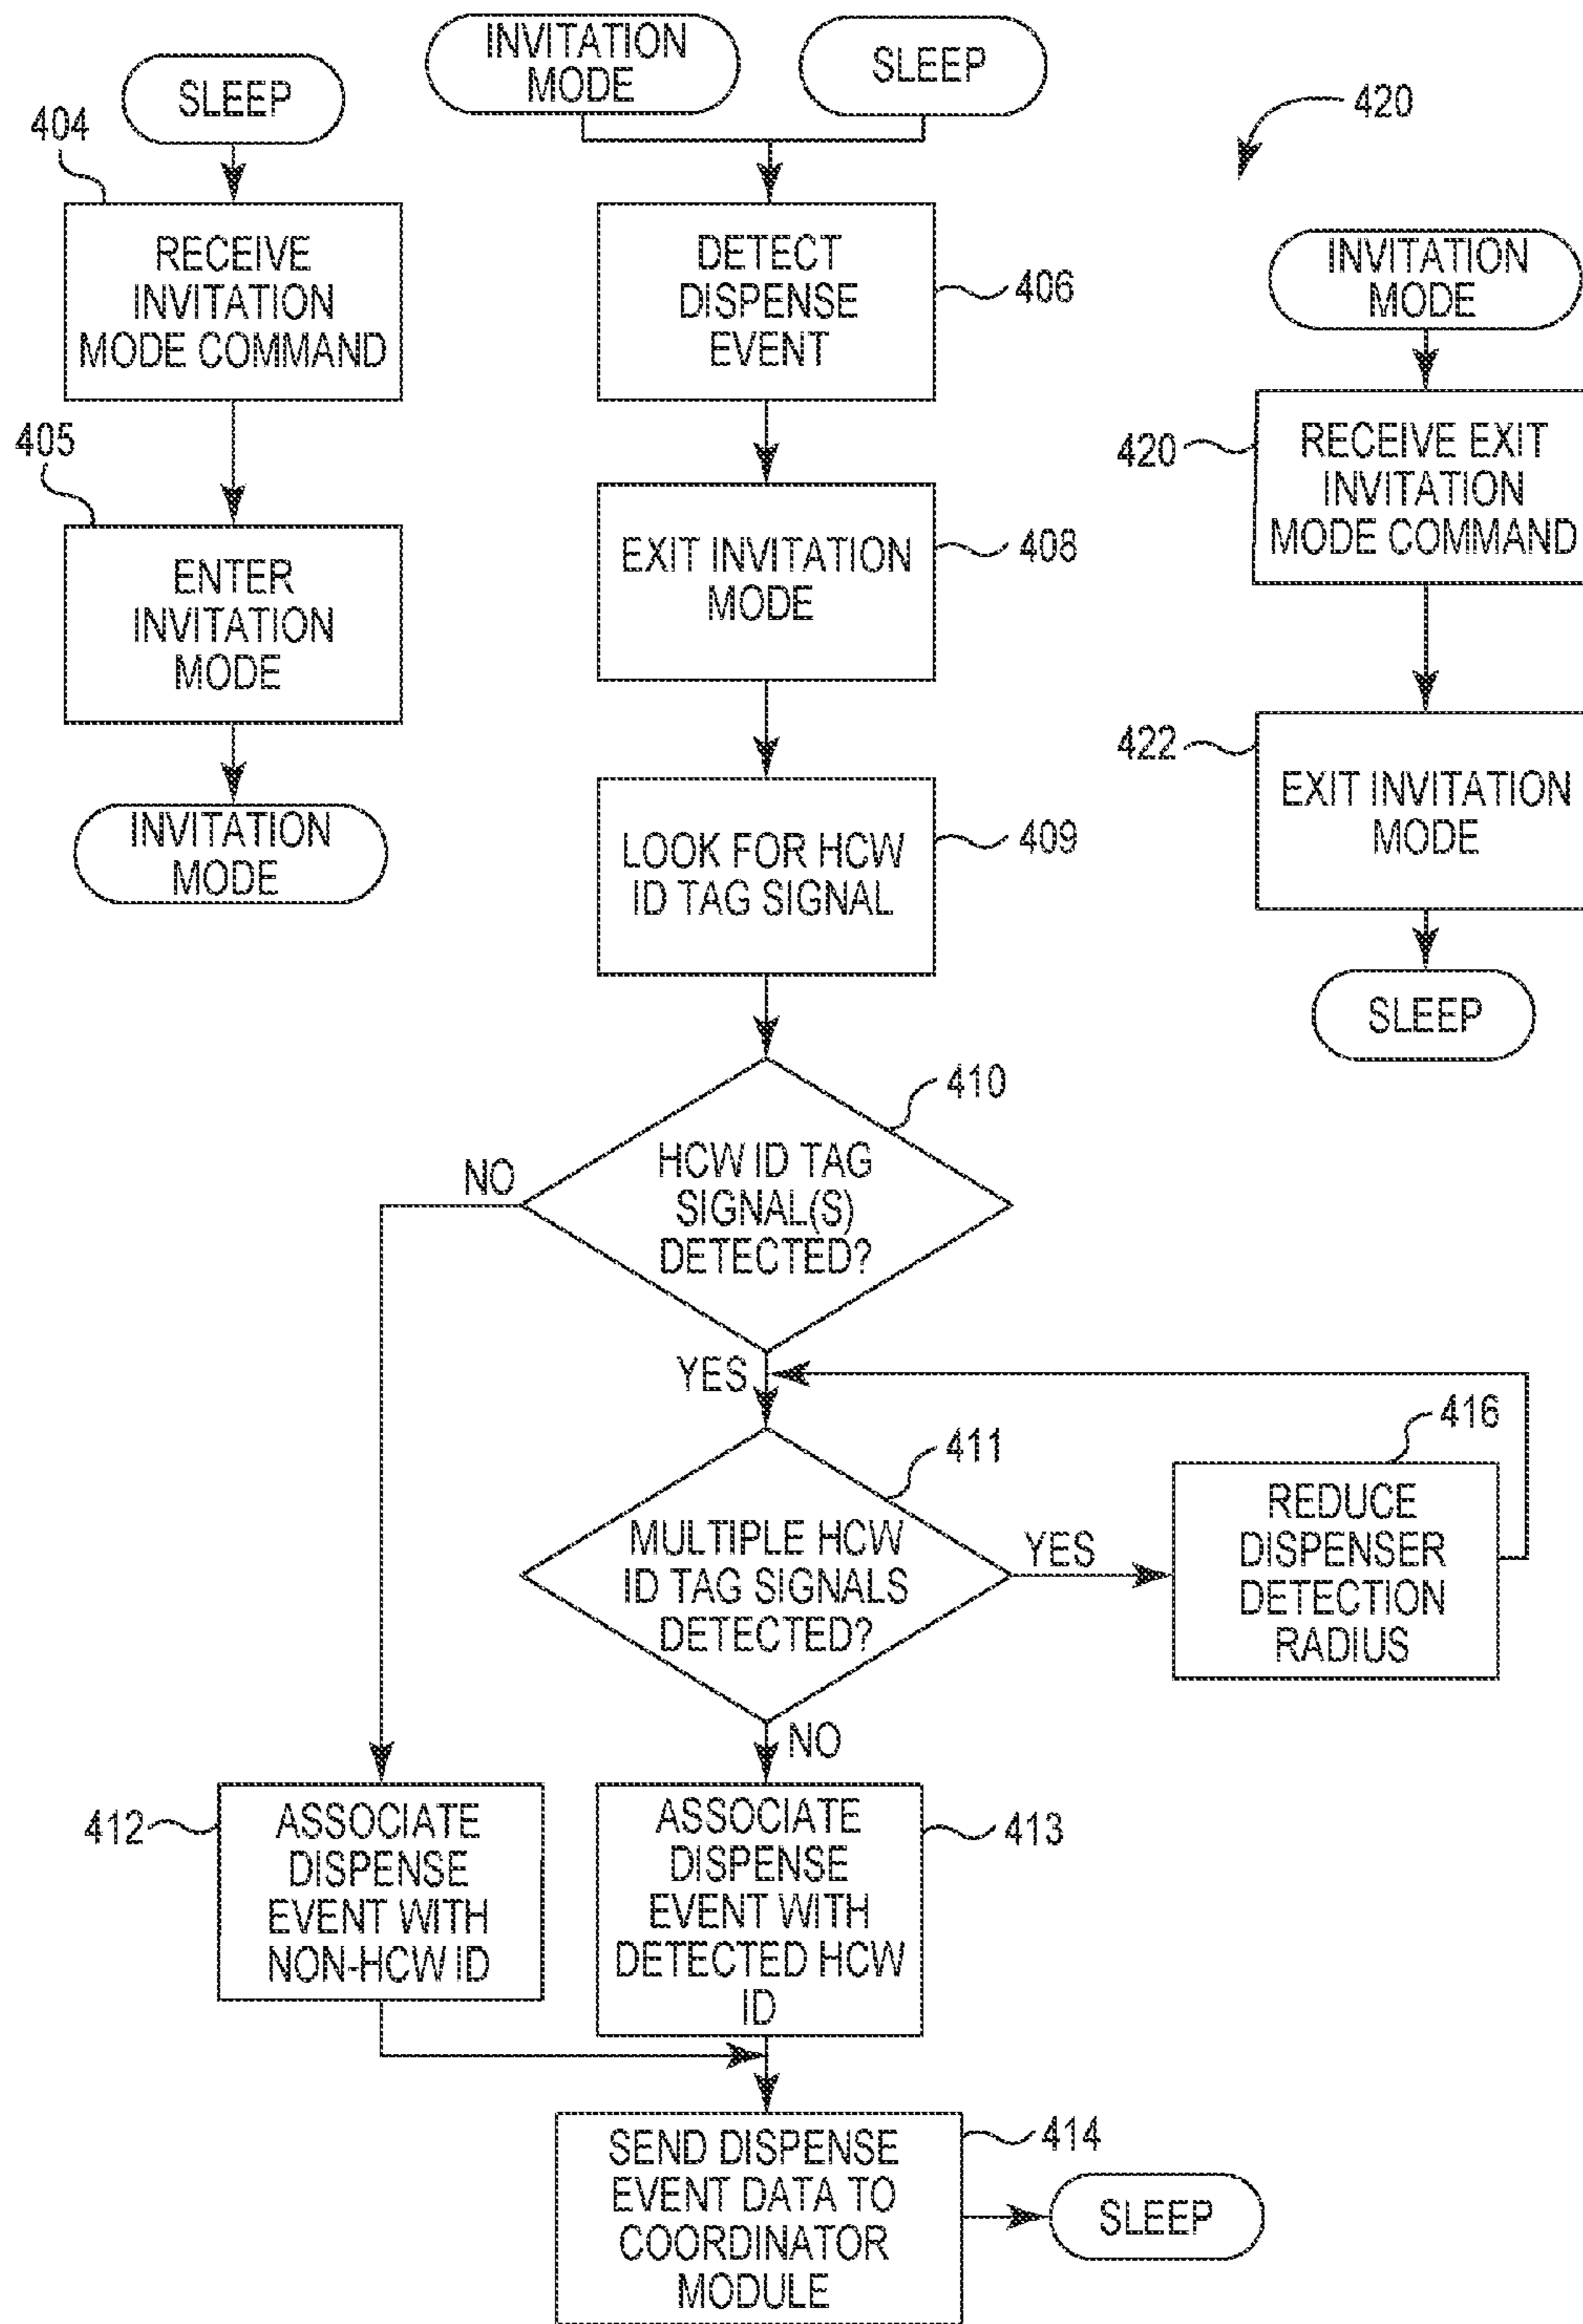 SLEEP
404
RECEIVE
INVITATION
MODE COMMAND
405
ENTER
INVITATION
MODE
INVITATION
MODE
INVITATION
MODE
SLEEP
DETECT
DISPENSE
EVENT
406
EXIT INVITATION
MODE
408
LOOK FOR HCW
ID TAG SIGNAL
409
420
INVITATION
MODE
420
RECEIVE EXIT
INVITATION
MODE COMMAND
422
EXIT INVITATION
MODE
SLEEP
410
HCW ID TAG
SIGNAL(S)
DETECTED?
NO
YES
411
MULTIPLE HCW
ID TAG SIGNALS
DETECTED?
YES
416
REDUCE
DISPENSER
DETECTION
RADIUS
NO
412
ASSOCIATE
DISPENSE
EVENT WITH
NON-HCW ID
ASSOCIATE
DISPENSE
EVENT WITH
DETECTED HCW
ID
413
SEND DISPENSE
EVENT DATA TO
COORDINATOR
MODULE
414
SLEEP